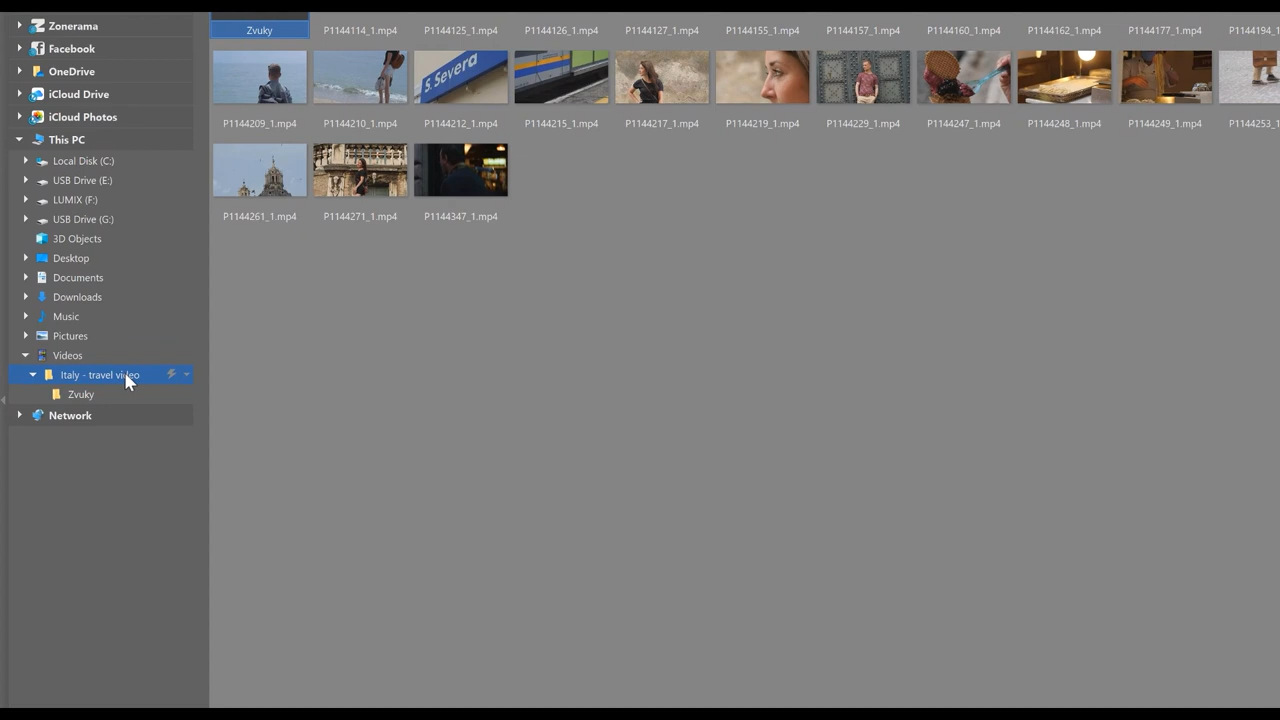 Zonerama
Facebook
OneDrive
iCloud Drive
iCloud Photos
This PC
Local Disk (C:)
USB Drive (E:)
LUMIX (F:)
USB Drive (G:)
3D Objects
Desktop
Documents
Downloads
Music
Pictures
Videos
Italy - travel video
Zvuky
Network
Zvuky P1144114_1.mp4 P1144125_1.mp4 P1144126_1.mp4 P1144127_1.mp4 P1144155_1.mp4 P1144157_1.mp4 P1144160_1.mp4 P1144162_1.mp4 P1144177_1.mp4 P1144194_1
S. Severa
P1144209_1.mp4 P1144210_1.mp4 P1144212_1.mp4 P1144215_1.mp4 P1144217_1.mp4 P1144219_1.mp4 P1144229_1.mp4 P1144247_1.mp4 P1144248_1.mp4 P1144249_1.mp4 P1144253_1
P1144261_1.mp4 P1144271_1.mp4 P1144347_1.mp4